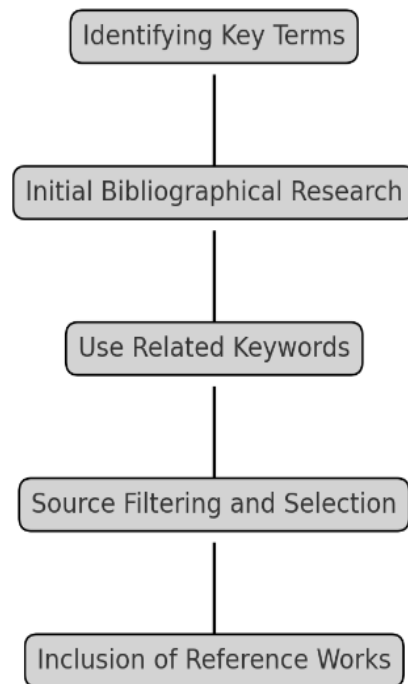 Identifying Key Terms
Initial Bibliographical Research
Use Related Keywords
Source Filtering and Selection
Inclusion of Reference Works